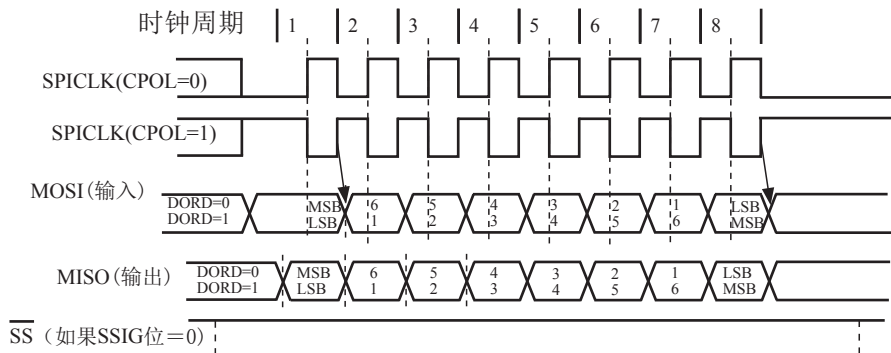 时钟周期 1 2 3 4 5 6 7 8
SPICLK(CPOL=0)
SPICLK(CPOL=1)
MOSI(输入)
DORD=0 MSB 6 5 4 3 2 1 LSB
DORD=1 LSB 1 2 3 4 5 6 MSB
MISO(输出)
DORD=0 MSB 6 5 4 3 2 1 LSB
DORD=1 LSB 1 2 3 4 5 6 MSB
SS（如果SSIG位＝0）